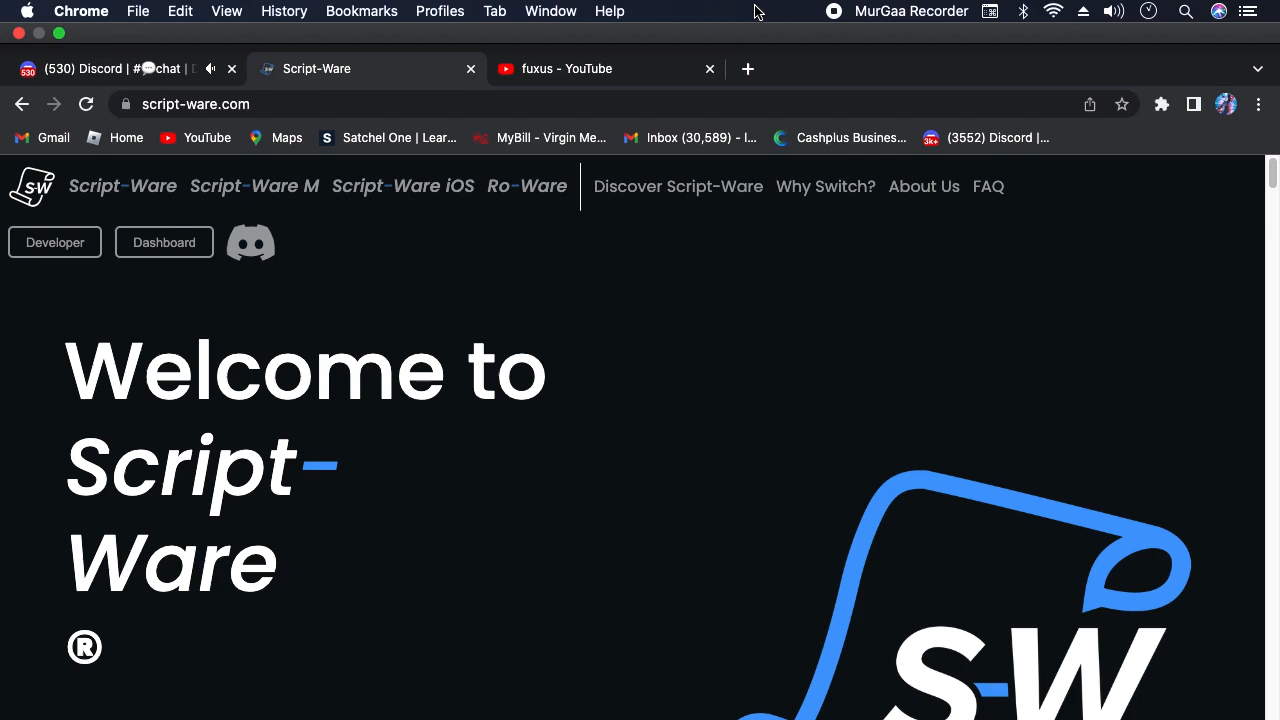 Chrome File Edit View History Bookmarks Profiles Tab Window Help MurGaa Recorder
530 (530) Discord | #💬chat | D Script-Ware fuxus - YouTube
script-ware.com
Gmail Home YouTube Maps S Satchel One | Lear... MyBill - Virgin Me... Inbox (30,589) - l... Cashplus Busines... 3k+ (3552) Discord |...
S-W Script-Ware Script-Ware M Script-Ware iOS Ro-Ware Discover Script-Ware Why Switch? About Us FAQ
Developer Dashboard
Welcome to
Script-
Ware
®
S-W